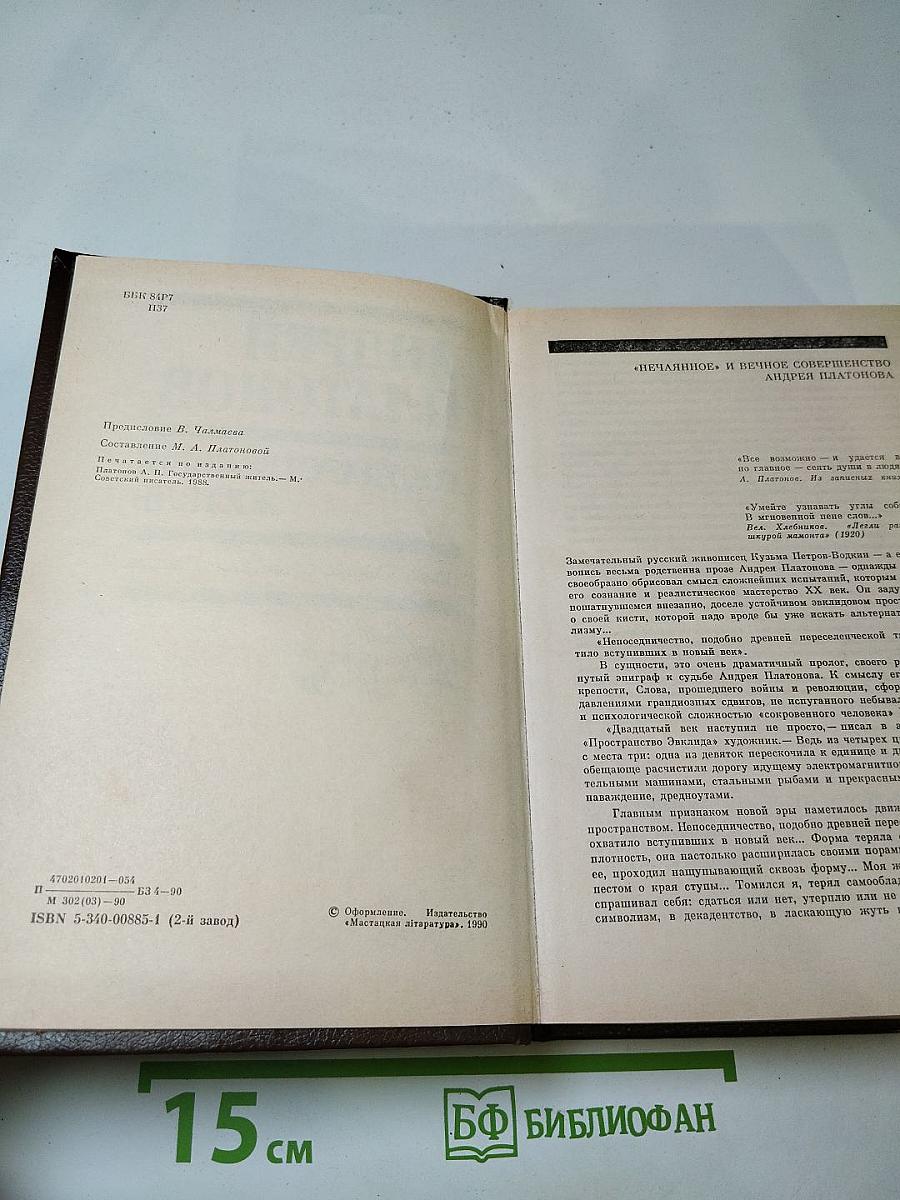 ББК 84Р7
П37
Предисловие В. Чалмаева
Составление М. А. Платоновой
Печатается по изданию:
Платонов А. П. Государственный житель.— М.:
Советский писатель. 1988.
4702010201—054
П ———— БЗ 4—90
М 302(03)—90
ISBN 5-340-00885-1 (2-й завод)
© Оформление. Издательство
«Мастацкая літаратура». 1990
«НЕЧАЯННОЕ» И ВЕЧНОЕ СОВЕРШЕНСТВО
АНДРЕЯ ПЛАТОНОВА
«Все возможно — и удается в
но главное — сеять души в людя
А. Платонов. Из записных книж
«Умейте узнавать углы соб
В мгновенной пене слов...»
Вел. Хлебников. «Легли ра
шкурой мамонта» (1920)
Замечательный русский живописец Кузьма Петров-Водкин — а е
вопись весьма родственна прозе Андрея Платонова — однажды
своеобразно обрисовал смысл сложнейших испытаний, которым
его сознание и реалистическое мастерство XX век. Он заду
пошатнувшемся внезапно, доселе устойчивом эвклидовом прост
о своей кисти, которой надо вроде бы уже искать альтернат
лизму...
«Непоседничество, подобно древней переселенческой т
тило вступивших в новый век».
В сущности, это очень драматичный пролог, своего р
нутый эпиграф к судьбе Андрея Платонова. К смыслу ег
крепости, Слова, прошедшего войны и революции, сфор
давлениями грандиозных сдвигов, не испуганного небывал
и психологической сложностью «сокровенного человека»
«Двадцатый век наступил не просто,— писал в а
«Пространство Эвклида» художник.— Ведь из четырех ц
с места три: одна из девяток перескочила к единице и д
обещающе расчистили дорогу идущему электромагнитно
тельными машинами, стальными рыбами и прекрасным
наваждение, дредноутами.
Главным признаком новой эры наметилось движ
пространством. Непоседничество, подобно древней перес
охватило вступивших в новый век... Форма теряла
плотность, она настолько расширилась своими порами
ее, проходил нащупывающий сквозь форму... Моя ж
пестом о края ступы... Томился я, терял самообла
спрашивал себя: сдаться или нет, утерплю или не
символизм, в декадентство, в ласкающую жуть
15 см
БФ БИБЛИОФАН